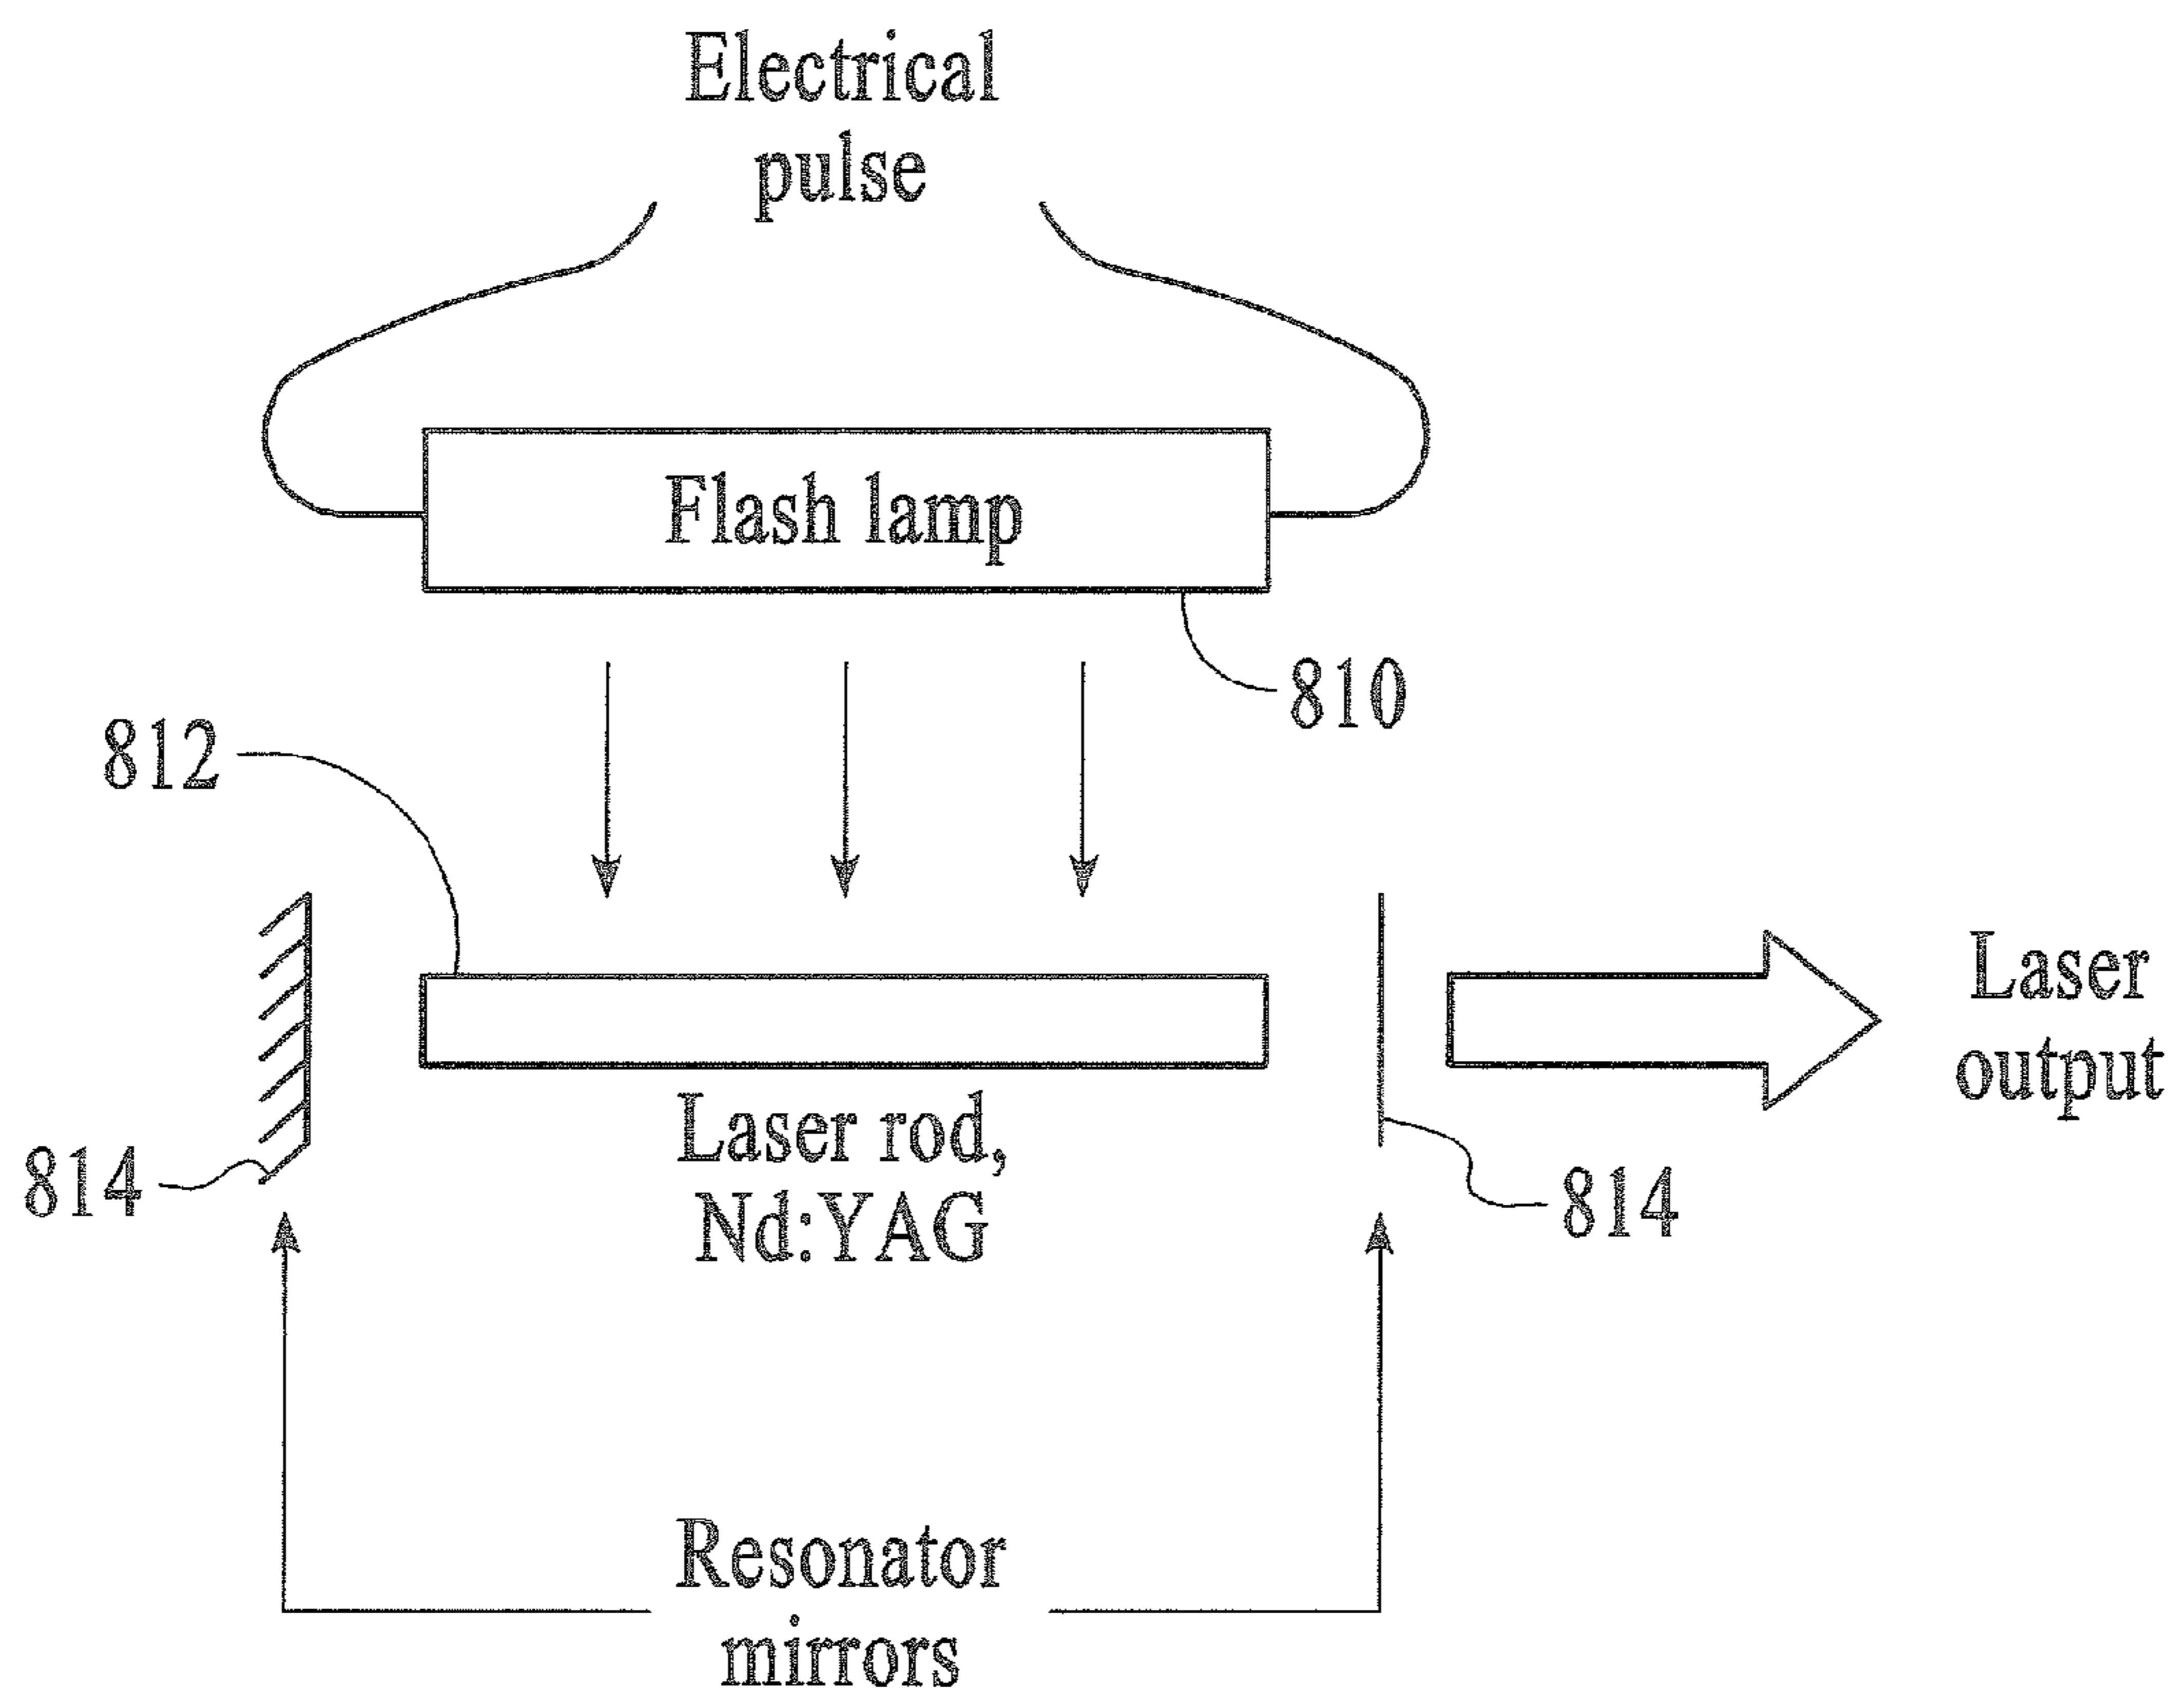 Electrical
pulse
Flash lamp
810
812
Laser
output
Laser rod,
Nd:YAG
814
814
Resonator
mirrors